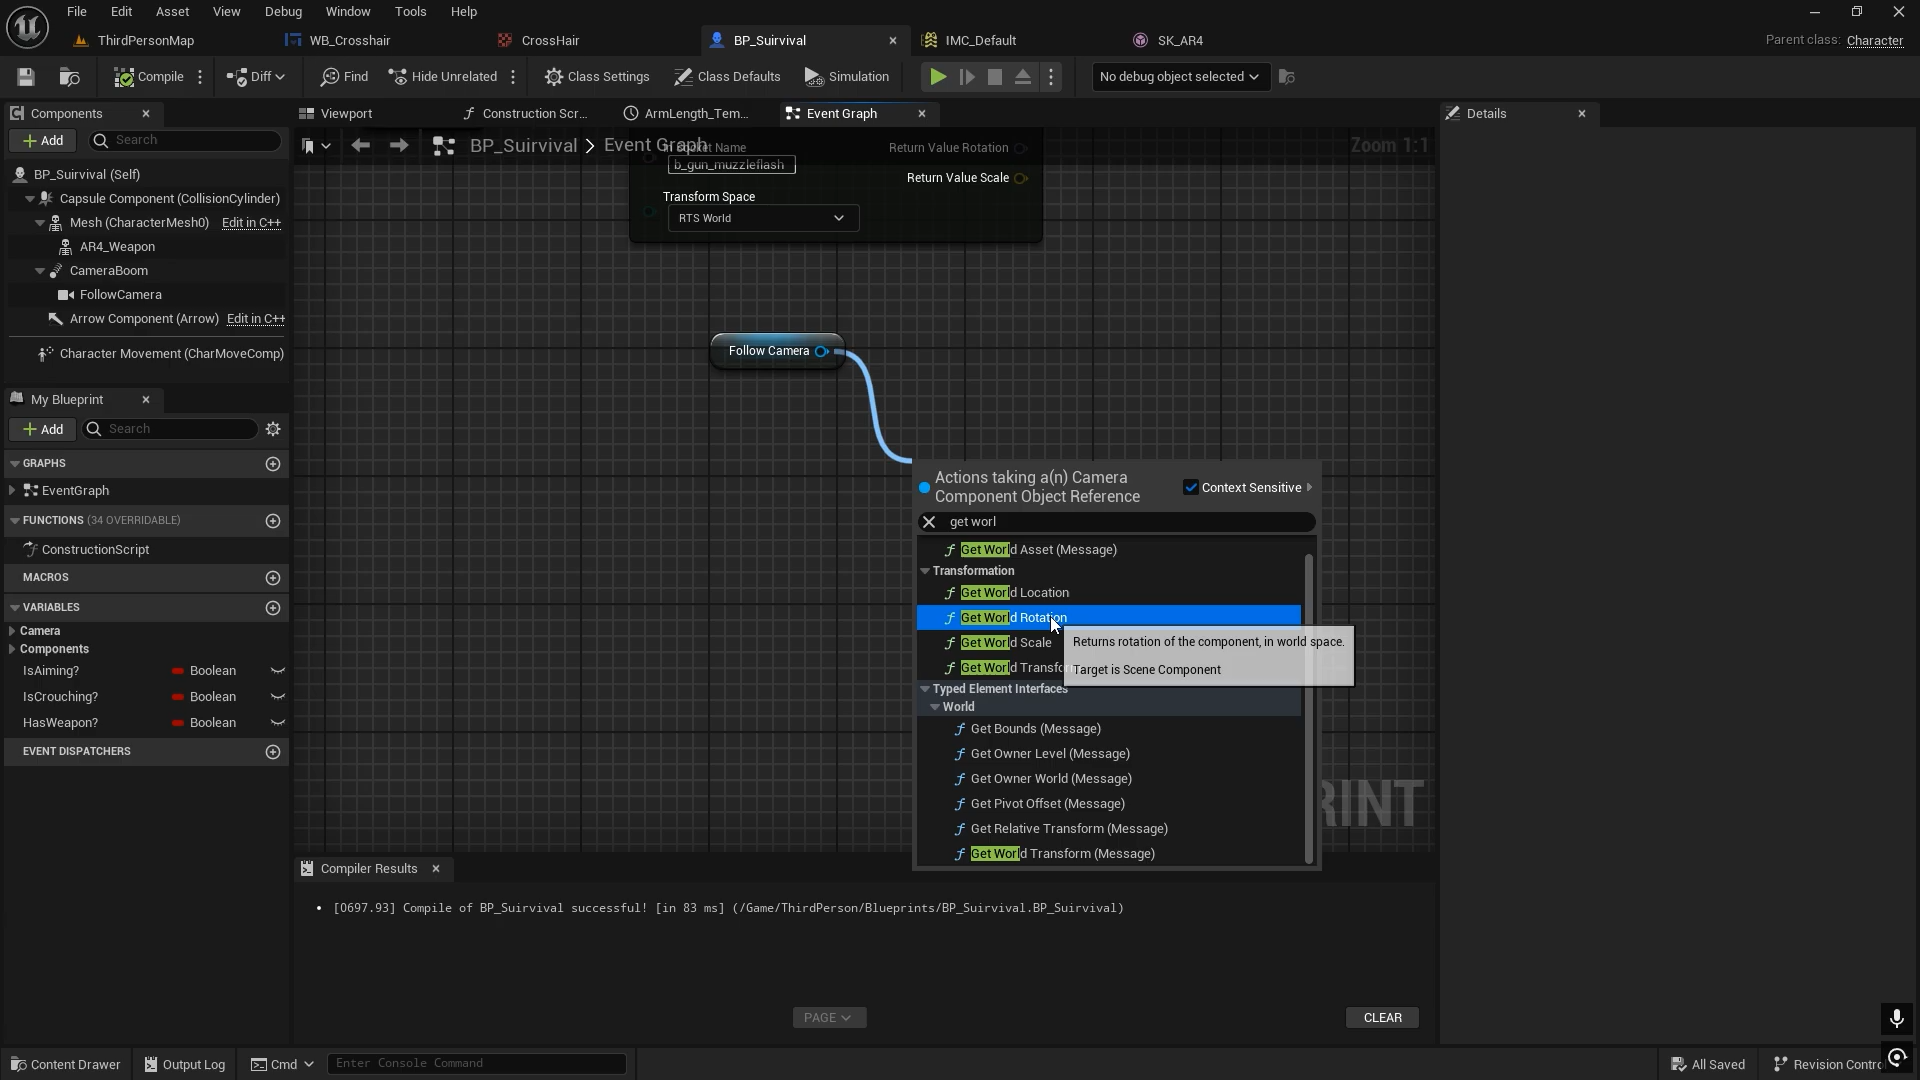 File Edit Asset View Debug Window Tools Help
ThirdPersonMap WB_Crosshair CrossHair BP_Suirvival IMC_Default SK_AR4 Parent class: Character
Compile Diff Find Hide Unrelated Class Settings Class Defaults Simulation No debug object selected
Components Viewport Construction Scr... ArmLength_Tem... Event Graph Details
Add Search
BP_Suirvival > Event Graph Zoom 1:1
Return Value Rotation
b_gun_muzzleflash
Return Value Scale
Transform Space
RTS World
BP_Suirvival (Self)
Capsule Component (CollisionCylinder)
Mesh (CharacterMesh0) Edit in C++
AR4_Weapon
CameraBoom
FollowCamera
Arrow Component (Arrow) Edit in C++
Character Movement (CharMoveComp)
My Blueprint
Add Search
GRAPHS
EventGraph
FUNCTIONS (34 OVERRIDABLE)
ConstructionScript
MACROS
VARIABLES
Camera
Components
IsAiming? Boolean
IsCrouching? Boolean
HasWeapon? Boolean
EVENT DISPATCHERS
Follow Camera
Actions taking a(n) Camera
Component Object Reference
Context Sensitive
get worl
Get World Asset (Message)
Transformation
Get World Location
Get World Rotation
Get World Scale
Get World Transfor
Returns rotation of the component, in world space.
Target is Scene Component
Typed Element Interfaces
World
Get Bounds (Message)
Get Owner Level (Message)
Get Owner World (Message)
Get Pivot Offset (Message)
Get Relative Transform (Message)
Get World Transform (Message)
RINT
Compiler Results
[0697.93] Compile of BP_Suirvival successful! [in 83 ms] (/Game/ThirdPerson/Blueprints/BP_Suirvival.BP_Suirvival)
PAGE CLEAR
Content Drawer Output Log Cmd Enter Console Command All Saved Revision Contro